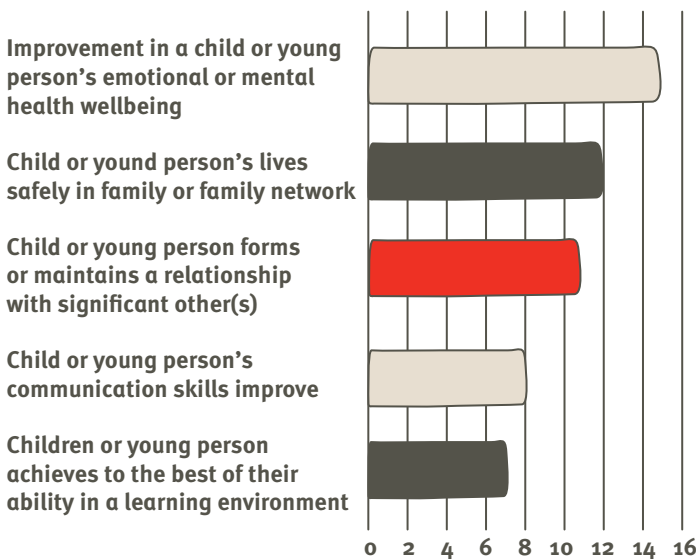 Improvement in a child or young
person's emotional or mental
health wellbeing
Child or yound person's lives
safely in family or family network
Child or young person forms
or maintains a relationship
with significant other(s)
Child or young person's
communication skills improve
Children or young person
achieves to the best of their
ability in a learning environment
0 2 4 6 8 10 12 14 16